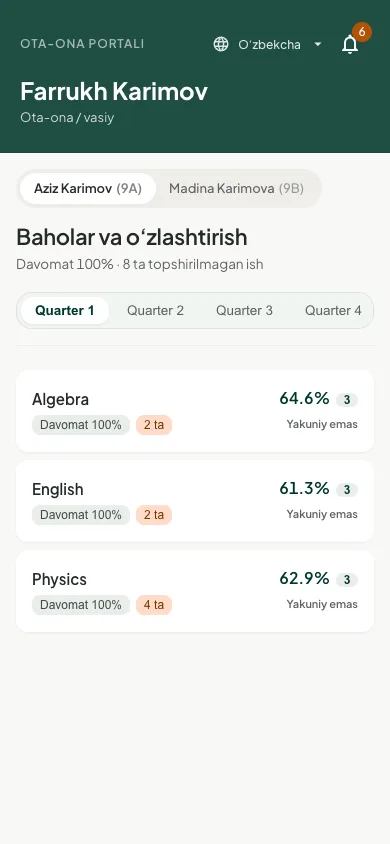 OTA-ONA PORTALI
O‘zbekcha
6
Farrukh Karimov
Ota-ona / vasiy
Aziz Karimov (9A)
Madina Karimova (9B)
Baholar va o‘zlashtirish
Davomat 100% · 8 ta topshirilmagan ish
Quarter 1
Quarter 2
Quarter 3
Quarter 4
Algebra
64.6% 3
Davomat 100%
2 ta
Yakuniy emas
English
61.3% 3
Davomat 100%
2 ta
Yakuniy emas
Physics
62.9% 3
Davomat 100%
4 ta
Yakuniy emas